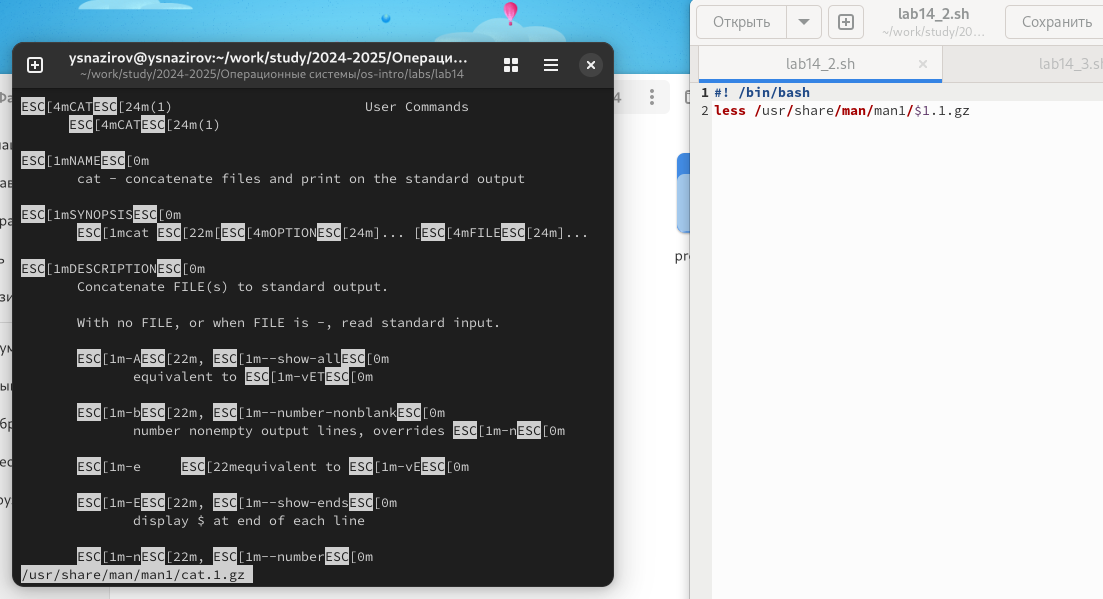 ysnazirov@ysnazirov:~/work/study/2024-2025/Операци...
~/work/study/2024-2025/Операционные системы/os-intro/labs/lab14
ESC[4mCATESC[24m(1) User Commands
ESC[4mCATESC[24m(1)
ESC[1mNAMEESC[0m
cat - concatenate files and print on the standard output
ESC[1mSYNOPSISESC[0m
ESC[1mcat ESC[22m[ESC[4mOPTIONESC[24m]... [ESC[4mFILEESC[24m]...
ESC[1mDESCRIPTIONESC[0m
Concatenate FILE(s) to standard output.
With no FILE, or when FILE is -, read standard input.
ESC[1m-AESC[22m, ESC[1m--show-allESC[0m
equivalent to ESC[1m-vETESC[0m
ESC[1m-bESC[22m, ESC[1m--number-nonblankESC[0m
number nonempty output lines, overrides ESC[1m-nESC[0m
ESC[1m-e ESC[22mequivalent to ESC[1m-vEESC[0m
ESC[1m-EESC[22m, ESC[1m--show-endsESC[0m
display $ at end of each line
ESC[1m-nESC[22m, ESC[1m--numberESC[0m
/usr/share/man/man1/cat.1.gz
Открыть
lab14_2.sh
~/work/study/20...
Сохранить
lab14_2.sh
lab14_3.sh
1 #! /bin/bash
2 less /usr/share/man/man1/$1.1.gz